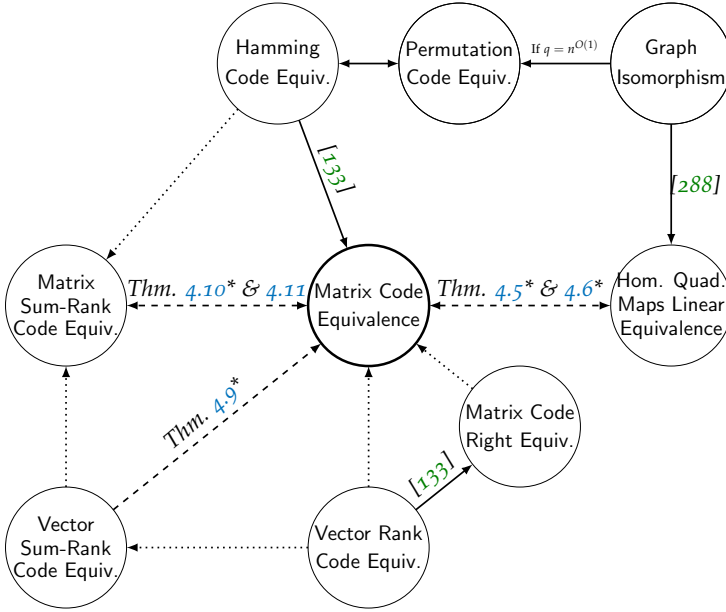 Hamming
Code Equiv.
Permutation
Code Equiv.
If q = n^{O(1)}
Graph
Isomorphism
[133]
[288]
Matrix
Sum-Rank
Code Equiv.
Thm. 4.10* & 4.11
Matrix Code
Equivalence
Thm. 4.5* & 4.6*
Hom. Quad.
Maps Linear
Equivalence
Thm. 4.9*
Matrix Code
Right Equiv.
[133]
Vector
Sum-Rank
Code Equiv.
Vector Rank
Code Equiv.